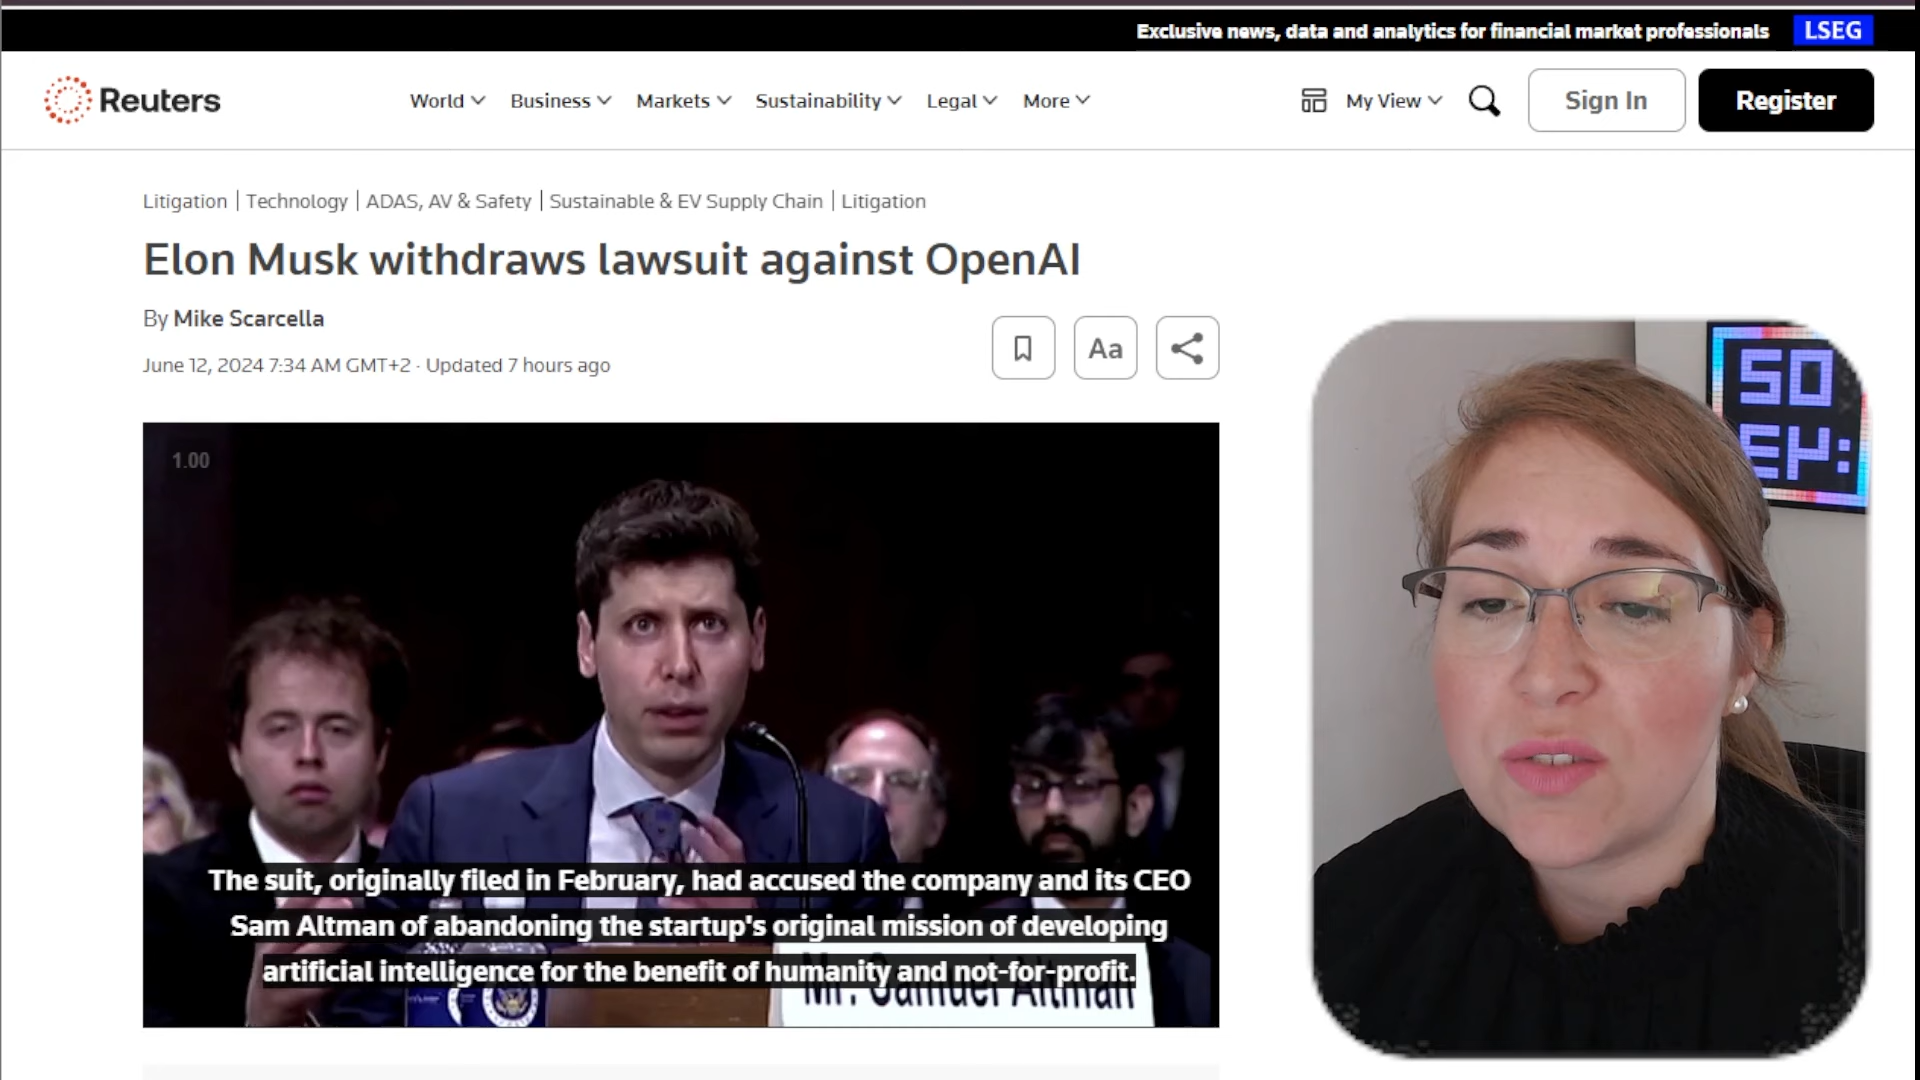 Exclusive news, data and analytics for financial market professionals LSEG
Reuters World Business Markets Sustainability Legal More My View Sign In Register
Litigation | Technology | ADAS, AV & Safety | Sustainable & EV Supply Chain | Litigation
Elon Musk withdraws lawsuit against OpenAI
By Mike Scarcella
June 12, 2024 7:34 AM GMT+2 · Updated 7 hours ago
Aa
1.00
The suit, originally filed in February, had accused the company and its CEO
Sam Altman of abandoning the startup's original mission of developing
artificial intelligence for the benefit of humanity and not-for-profit.
Mr. Samuel Altman